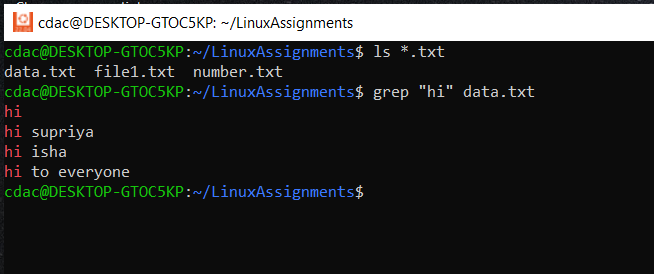 cdac@DESKTOP-GTOC5KP: ~/LinuxAssignments
cdac@DESKTOP-GTOC5KP:~/LinuxAssignments$ ls *.txt
data.txt  file1.txt  number.txt
cdac@DESKTOP-GTOC5KP:~/LinuxAssignments$ grep "hi" data.txt
hi
hi supriya
hi isha
hi to everyone
cdac@DESKTOP-GTOC5KP:~/LinuxAssignments$